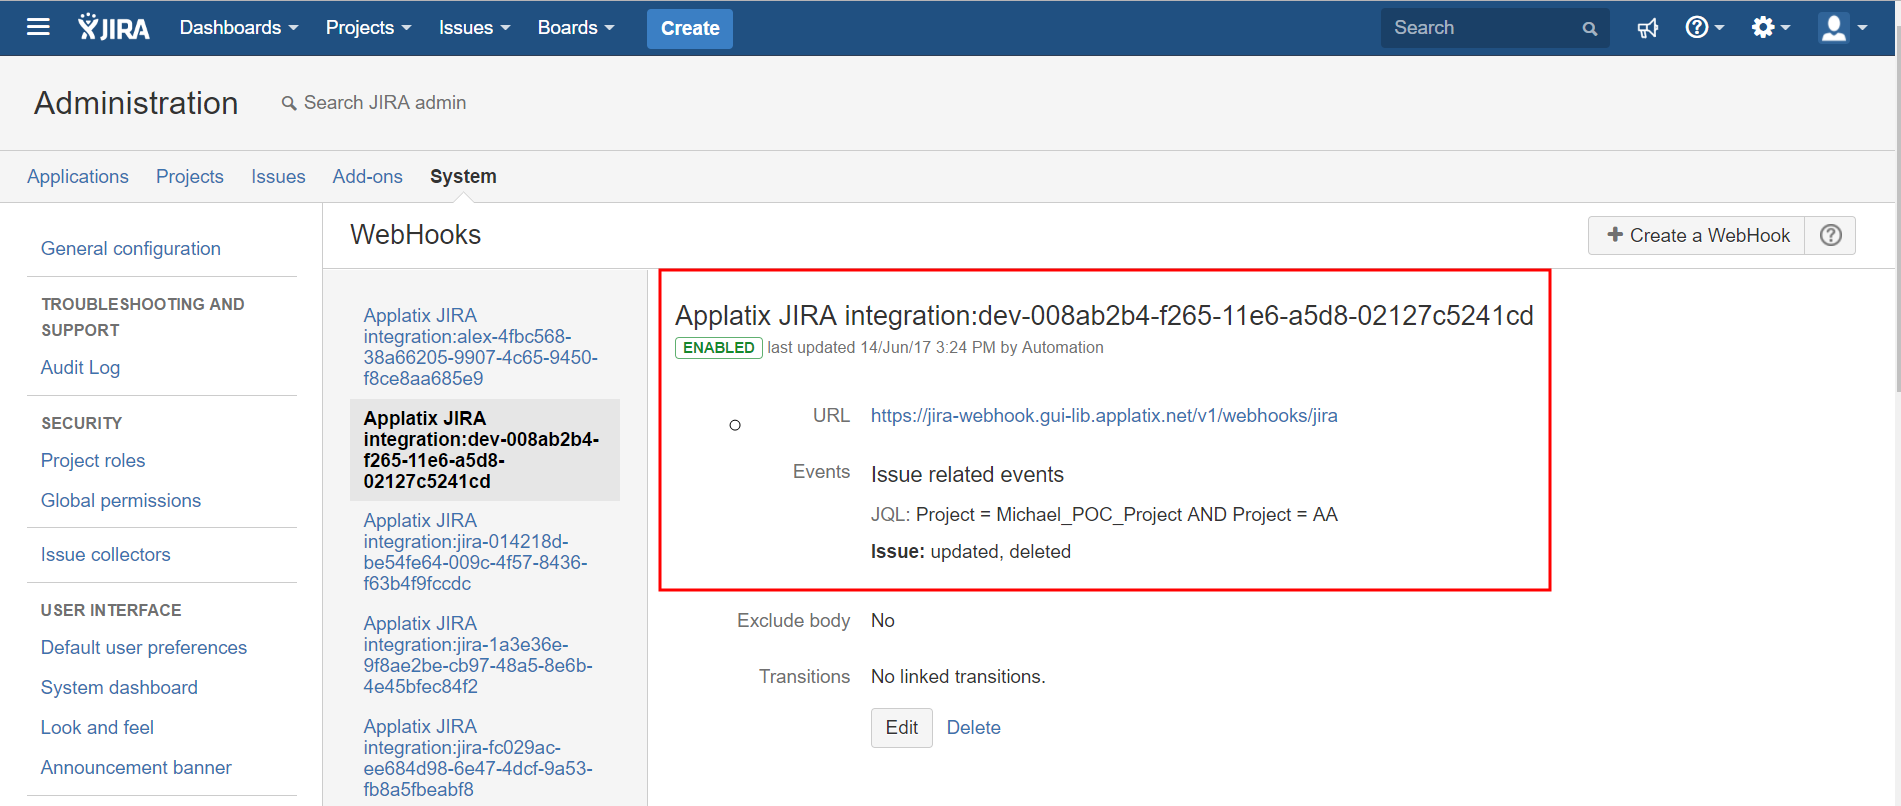 JIRA Dashboards Projects Issues Boards Create Search
Administration Search JIRA admin
Applications Projects Issues Add-ons System
General configuration
TROUBLESHOOTING AND
SUPPORT
Audit Log
SECURITY
Project roles
Global permissions
Issue collectors
USER INTERFACE
Default user preferences
System dashboard
Look and feel
Announcement banner
WebHooks
Create a WebHook
Applatix JIRA
integration:alex-4fbc568-
38a66205-9907-4c65-9450-
f8ce8aa685e9
Applatix JIRA
integration:dev-008ab2b4-
f265-11e6-a5d8-
02127c5241cd
Applatix JIRA
integration:jira-014218d-
be54fe64-009c-4f57-8436-
f63b4f9fccdc
Applatix JIRA
integration:jira-1a3e36e-
9f8ae2be-cb97-48a5-8e6b-
4e45bfec84f2
Applatix JIRA
integration:jira-fc029ac-
ee684d98-6e47-4dcf-9a53-
fb8a5fbeabf8
Applatix JIRA integration:dev-008ab2b4-f265-11e6-a5d8-02127c5241cd
ENABLED last updated 14/Jun/17 3:24 PM by Automation
URL https://jira-webhook.gui-lib.applatix.net/v1/webhooks/jira
Events Issue related events
JQL: Project = Michael_POC_Project AND Project = AA
Issue: updated, deleted
Exclude body No
Transitions No linked transitions.
Edit Delete